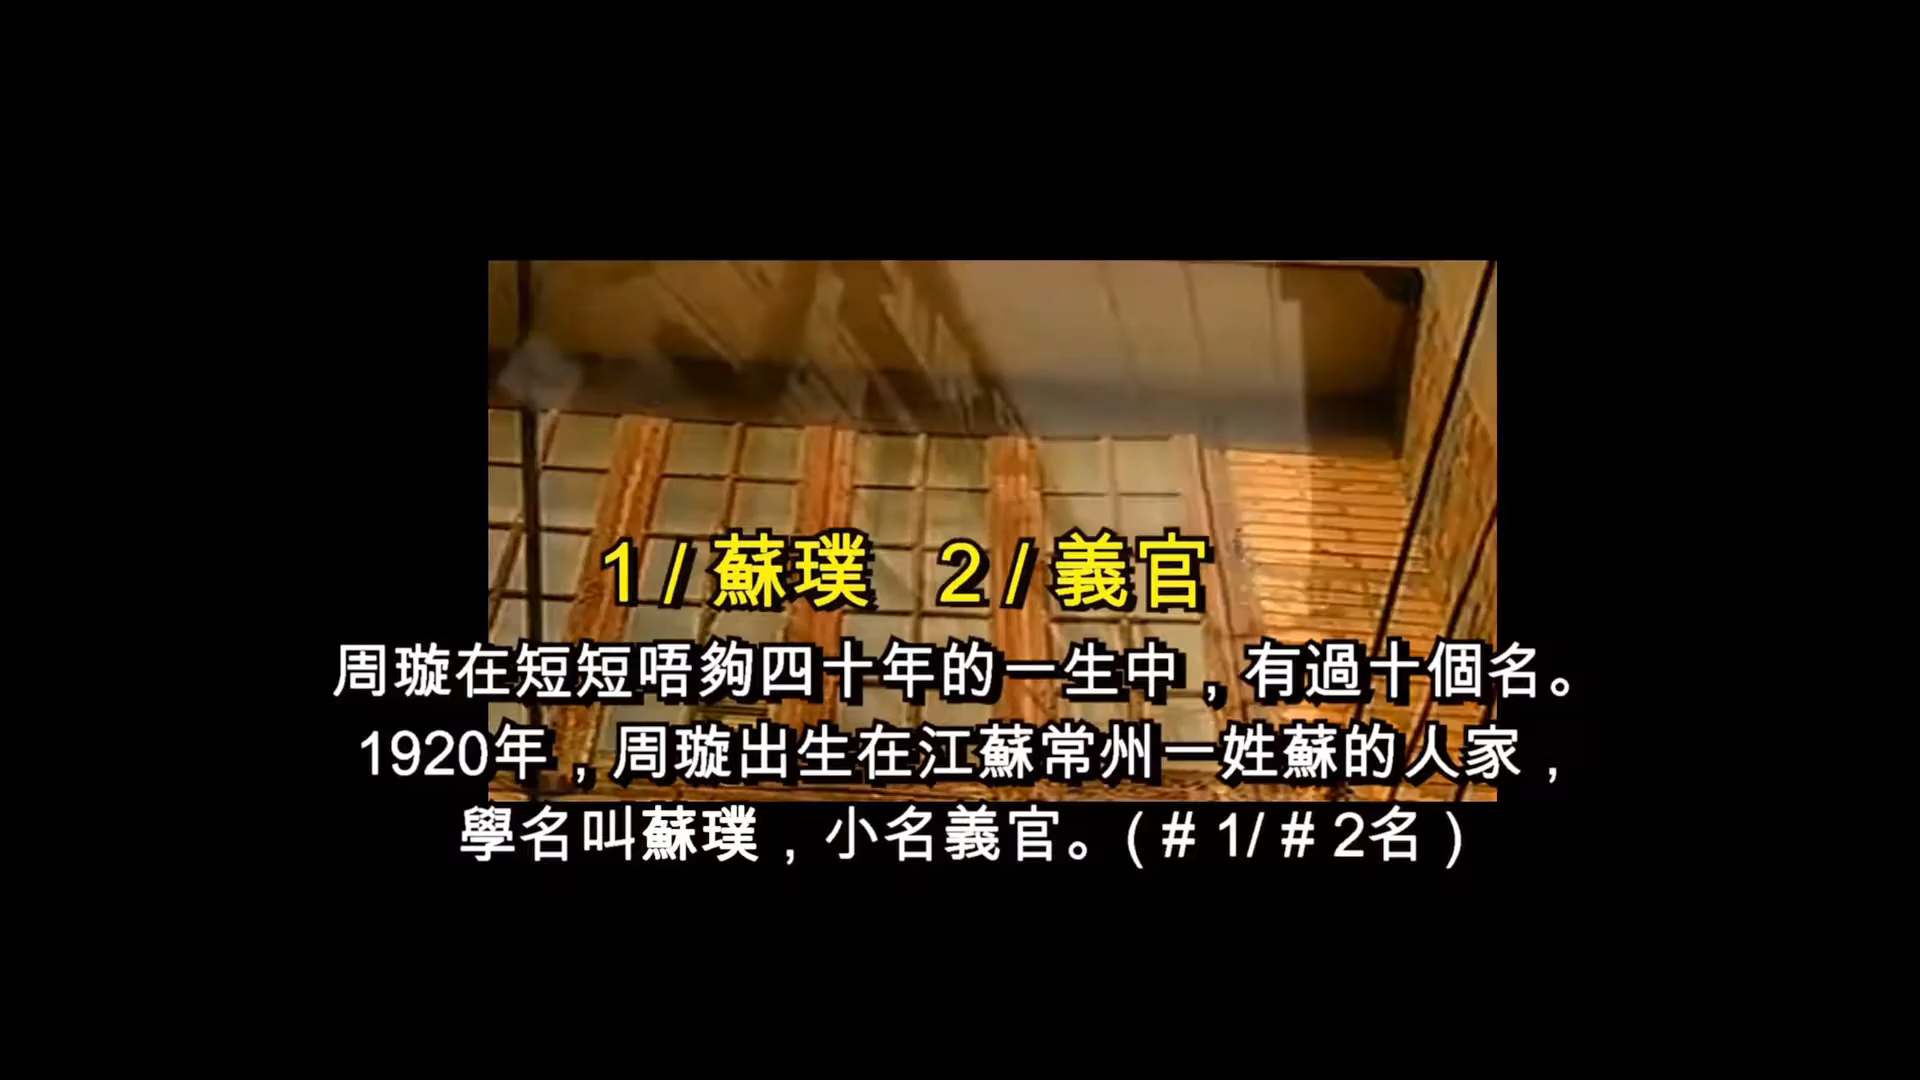 1/蘇璞 2/義官
周璇在短短唔夠四十年的一生中，有過十個名。
1920年，周璇出生在江蘇常州一姓蘇的人家，
學名叫蘇璞，小名義官。(#1/#2名)